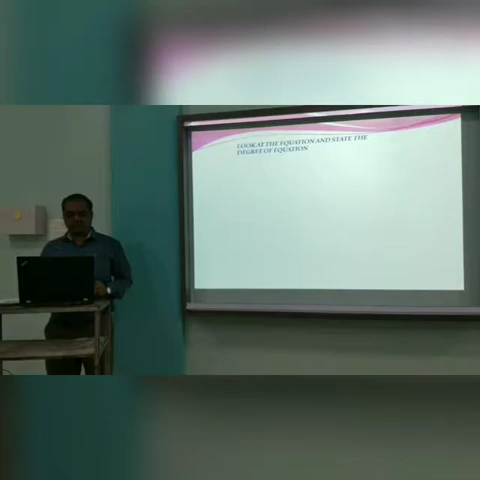 LOOK AT THE EQUATION AND STATE THE
DEGREE OF EQUATION